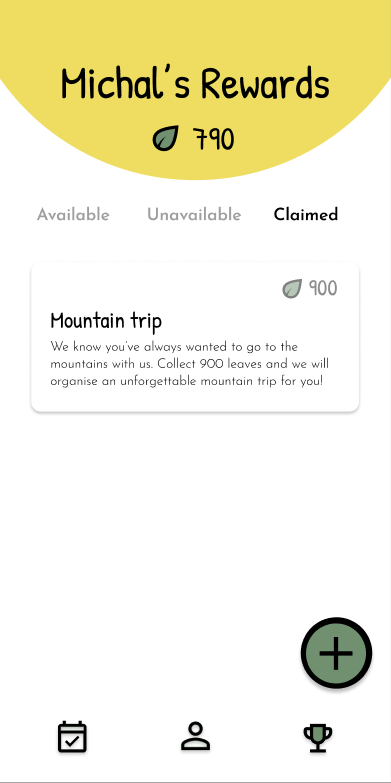 Michal's Rewards
790
Available Unavailable Claimed
900
Mountain trip
We know you've always wanted to go to the
mountains with us. Collect 900 leaves and we will
organise an unforgettable mountain trip for you!